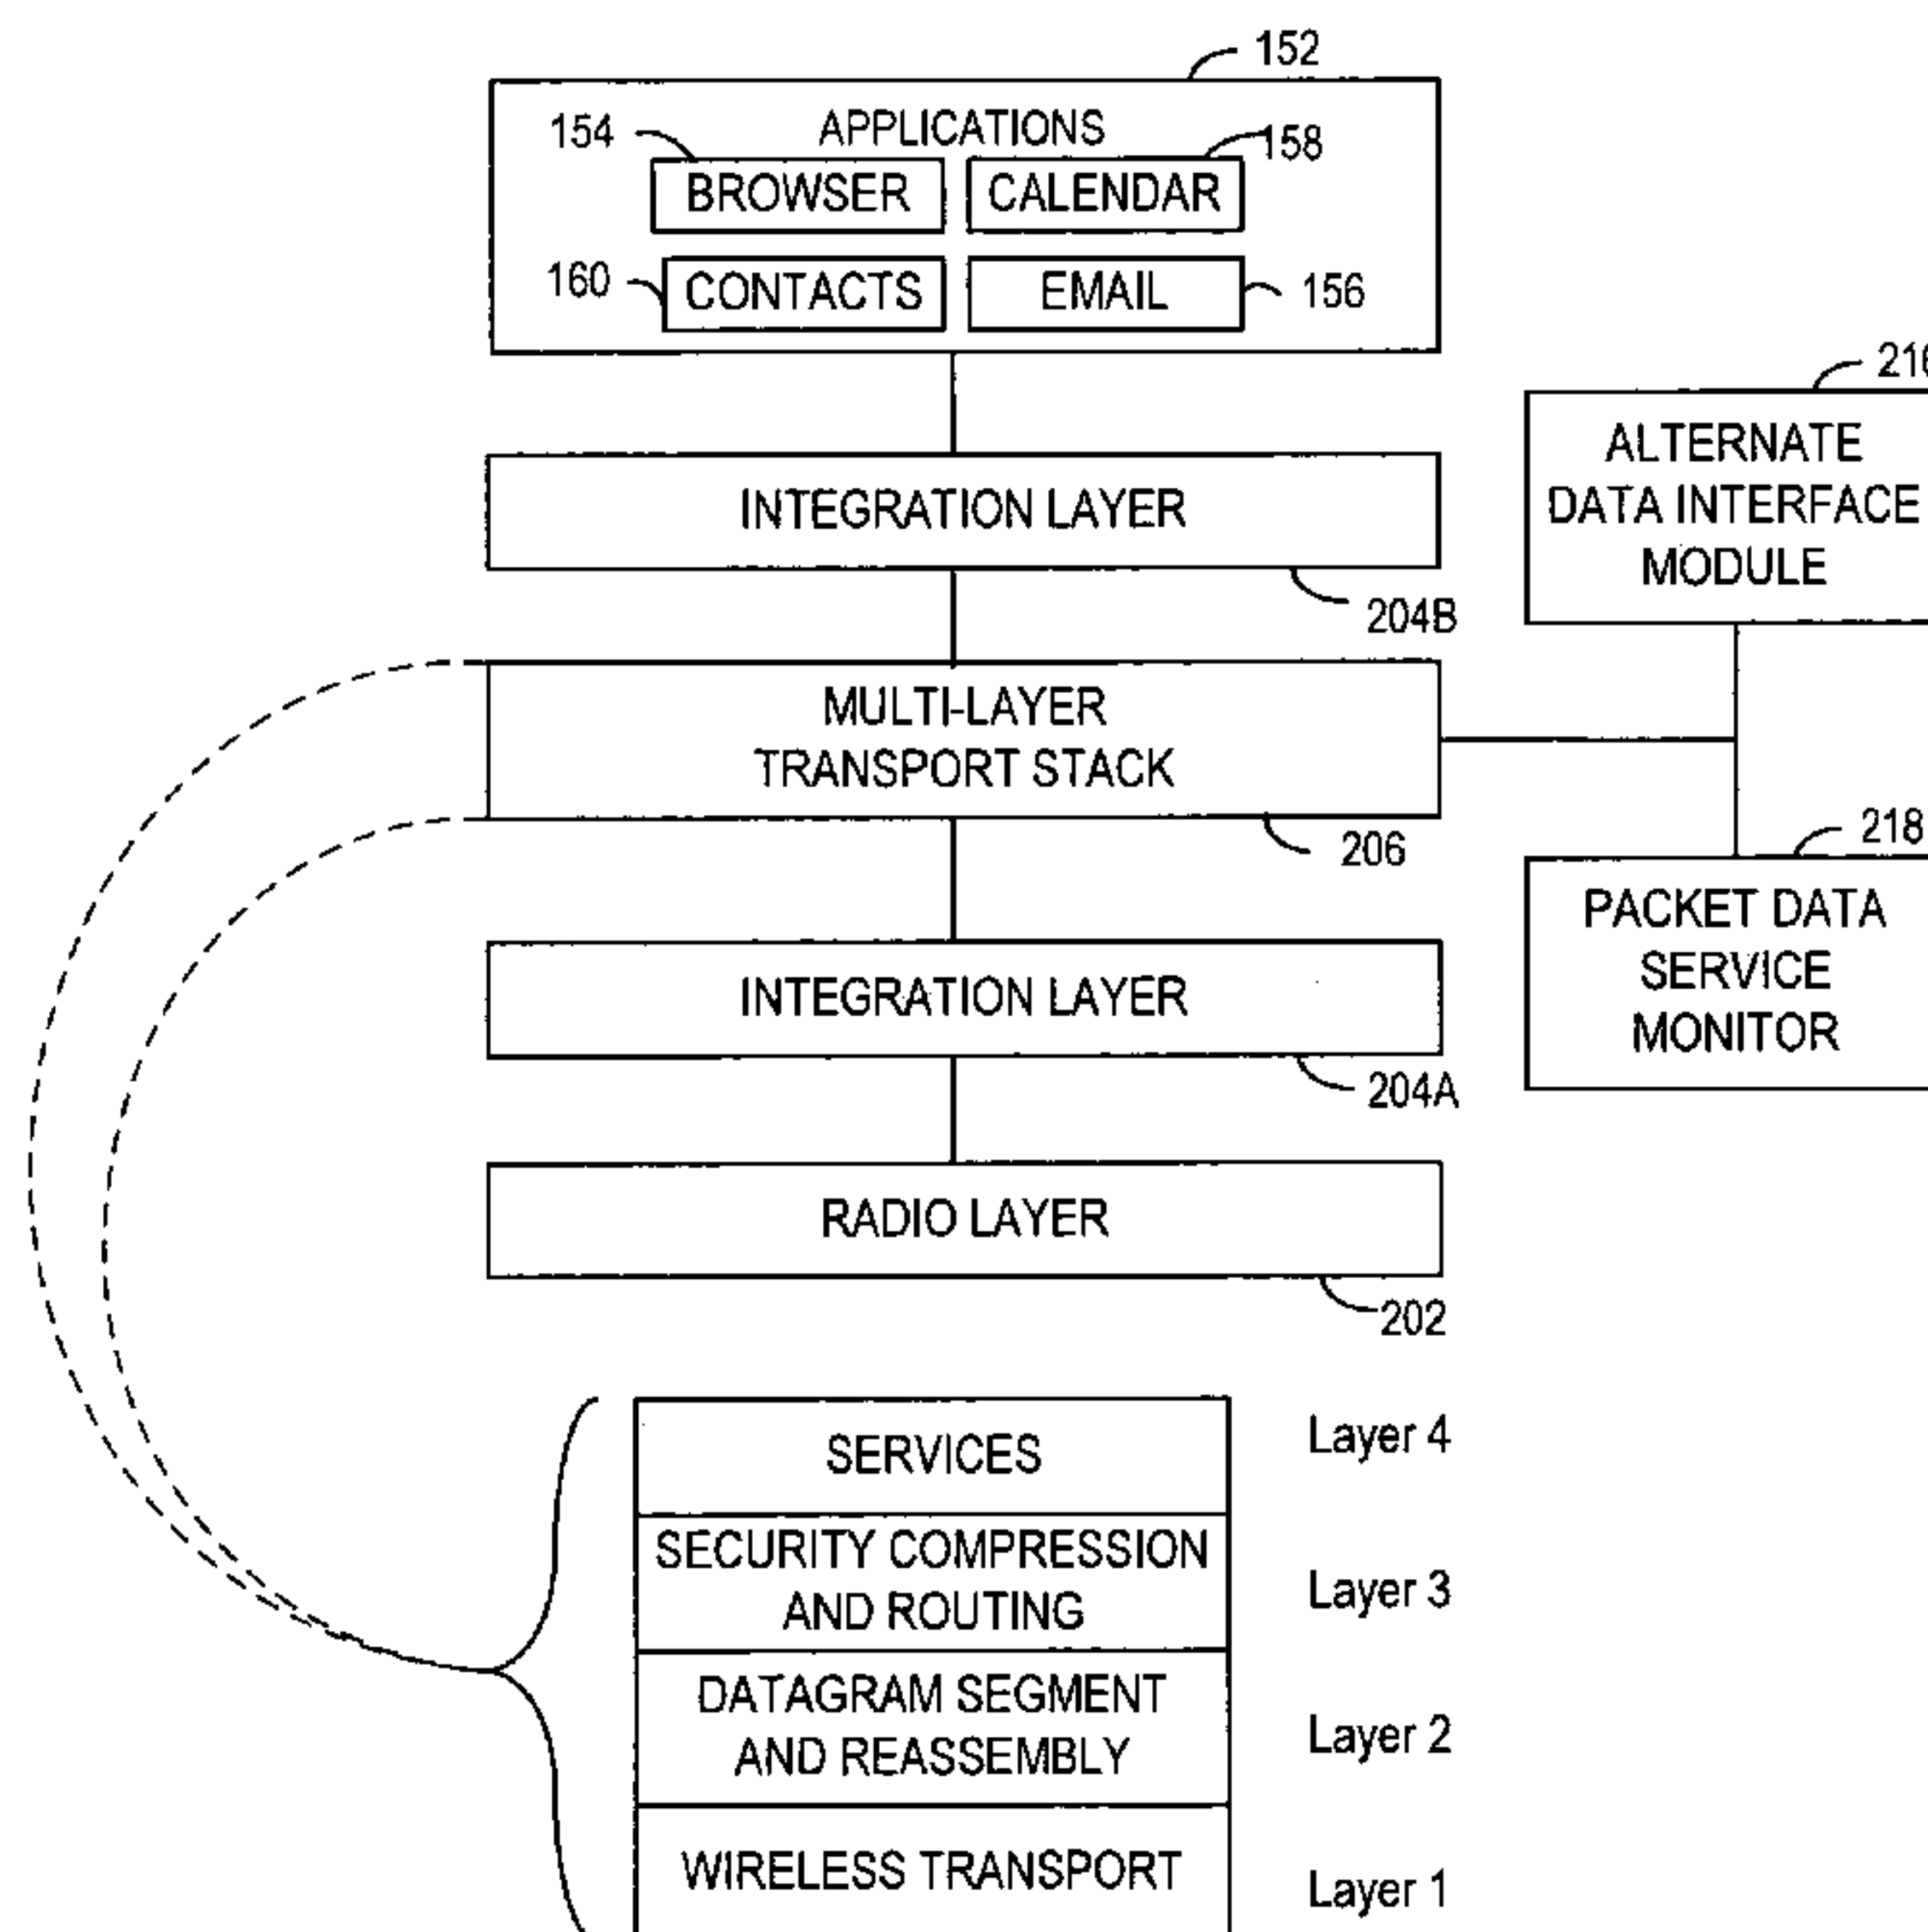 152
APPLICATIONS
154
158
BROWSER
CALENDAR
160
CONTACTS
EMAIL
156
216
ALTERNATE
DATA INTERFACE
MODULE
INTEGRATION LAYER
204B
MULTI-LAYER
TRANSPORT STACK
206
218
PACKET DATA
SERVICE
MONITOR
INTEGRATION LAYER
204A
RADIO LAYER
202
SERVICES
Layer 4
SECURITY COMPRESSION
AND ROUTING
Layer 3
DATAGRAM SEGMENT
AND REASSEMBLY
Layer 2
WIRELESS TRANSPORT
Layer 1